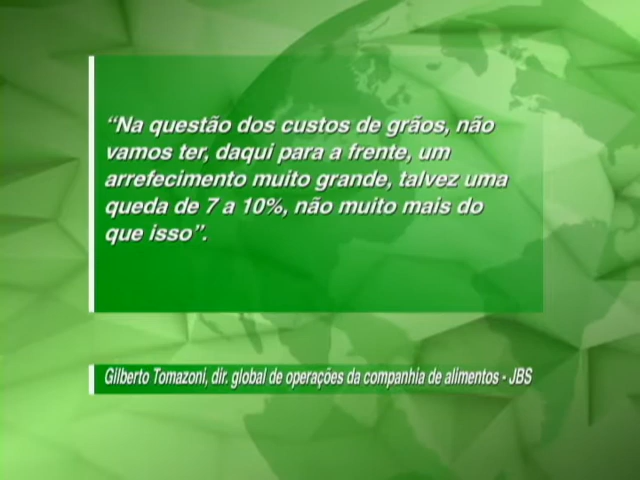 “Na questão dos custos de grãos, não
vamos ter, daqui para a frente, um
arrefecimento muito grande, talvez uma
queda de 7 a 10%, não muito mais do
que isso”.
Gilberto Tomazoni, dir. global de operações da companhia de alimentos - JBS